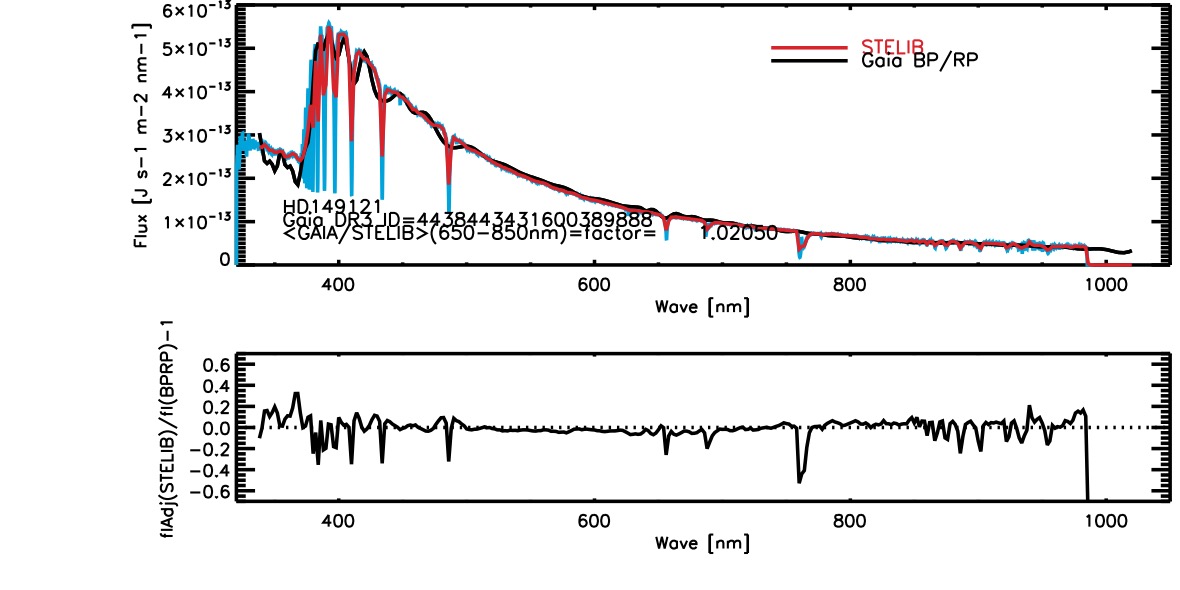 6×10−13
5×10−13
4×10−13
3×10−13
2×10−13
1×10−13
0
Flux [J s−1 m−2 nm−1]
STELIB
Gaia BP/RP
HD149121
Gaia DR3 ID=4438443431600389888
<GAIA/STELIB>(650−850nm)=factor= 1.02050
400 600 800 1000
Wave [nm]
flAdj(STELIB)/fl(BPRP)−1
0.6
0.4
0.2
0.0
−0.2
−0.4
−0.6
400 600 800 1000
Wave [nm]